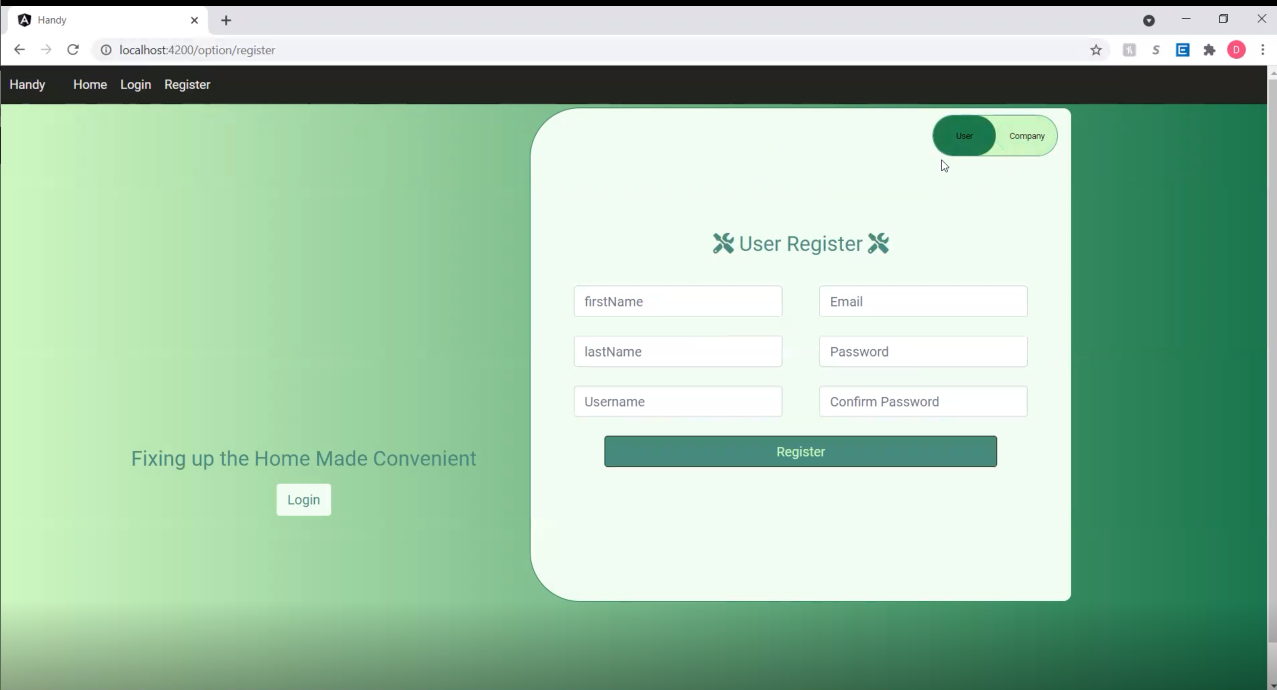 Handy
localhost:4200/option/register
D
Handy Home Login Register
User Company
User Register
firstName Email
lastName Password
Username Confirm Password
Register
Fixing up the Home Made Convenient
Login